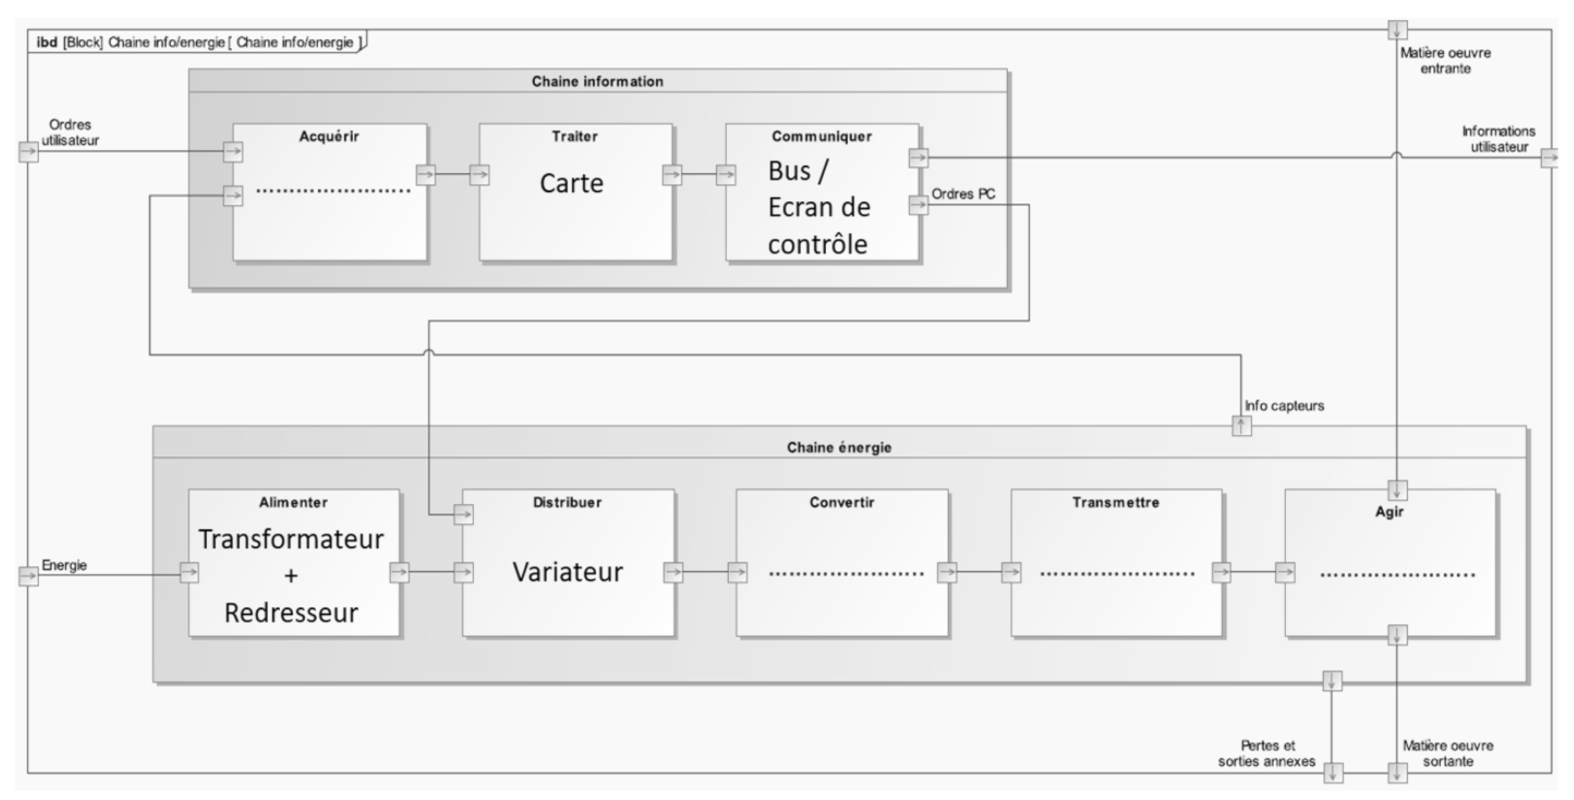 ibd [Block] Chaine info/energie [ Chaine info/energie ]
Matière oeuvre
entrante
Chaine information
Ordres
utilisateur
Informations
utilisateur
Acquérir
........................
Traiter
Carte
Communiquer
Bus /
Ecran de
contrôle
Ordres PC
Info capteurs
Chaine énergie
Energie
Alimenter
Transformateur
+
Redresseur
Distribuer
Variateur
Convertir
........................
Transmettre
........................
Agir
........................
Pertes et
sorties annexes
Matière oeuvre
sortante